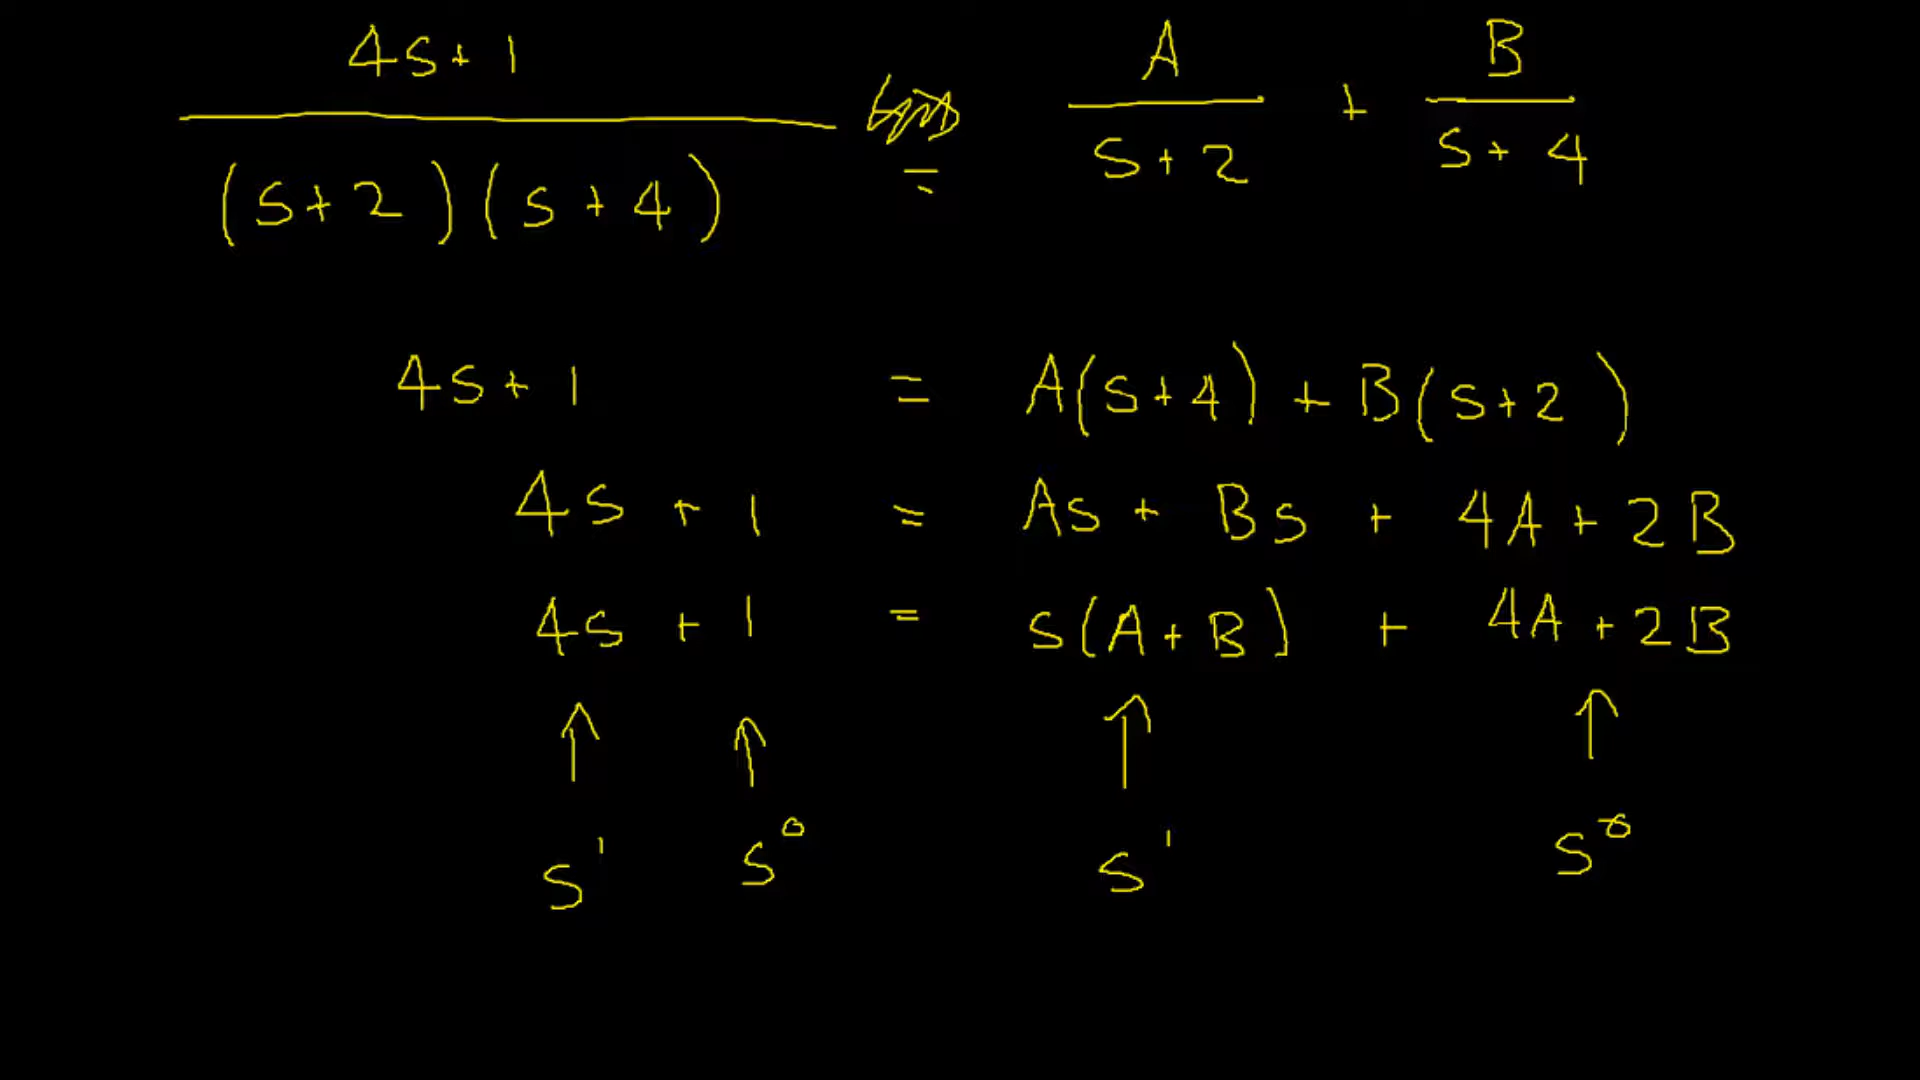 4s+1 A B
= +
(s+2)(s+4) s+2 s+4
4s+1 = A(s+4) + B(s+2)
4s + 1 = As + Bs + 4A + 2B
4s + 1 = s(A+B) + 4A + 2B
↑ ↑ ↑ ↑
s¹ s⁰ s¹ s⁰